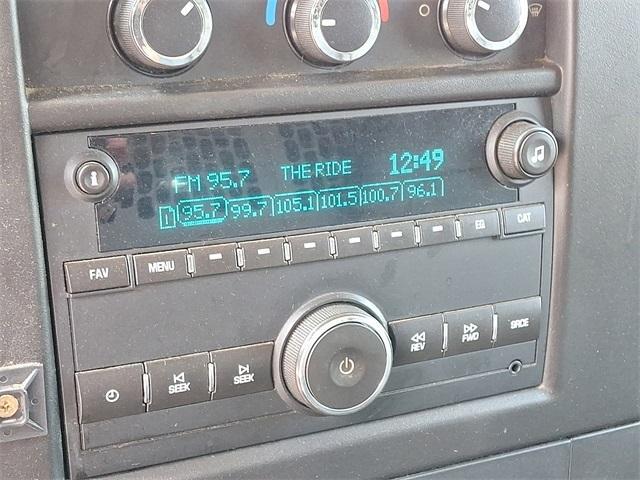 FM 95.7 THE RIDE 12:49
1 95.7 99.7 105.1 101.5 100.7 96.1
i
FAV MENU EQ CAT
SEEK SEEK REV FWD SRCE